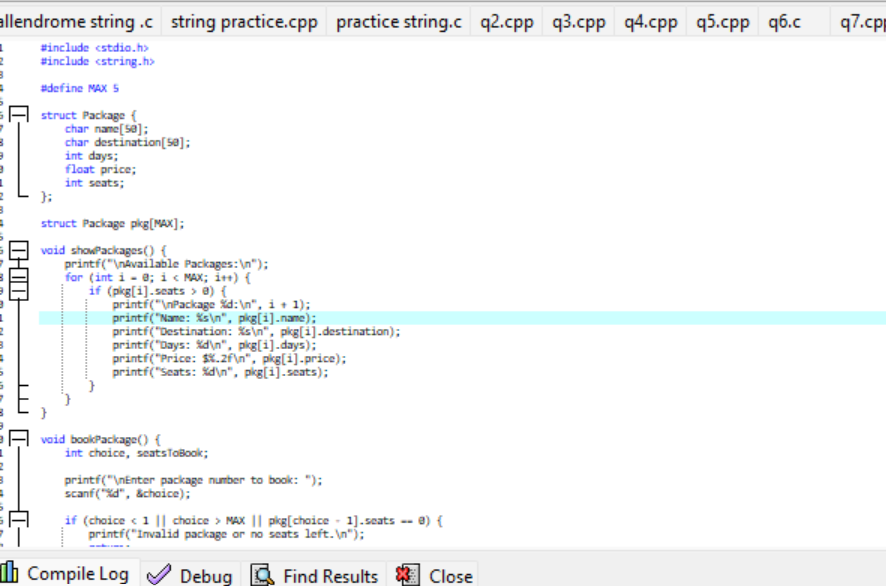 allendrome string .c string practice.cpp practice string.c q2.cpp q3.cpp q4.cpp q5.cpp q6.c q7.cpp
#include <stdio.h>
#include <string.h>
#define MAX 5
struct Package {
char name[50];
char destination[50];
int days;
float price;
int seats;
};
struct Package pkg[MAX];
void showPackages() {
printf("\nAvailable Packages:\n");
for (int i = 0; i < MAX; i++) {
if (pkg[i].seats > 0) {
printf("\nPackage %d:\n", i + 1);
printf("Name: %s\n", pkg[i].name);
printf("Destination: %s\n", pkg[i].destination);
printf("Days: %d\n", pkg[i].days);
printf("Price: $%.2f\n", pkg[i].price);
printf("Seats: %d\n", pkg[i].seats);
}
}
}
void bookPackage() {
int choice, seatsToBook;
printf("\nEnter package number to book: ");
scanf("%d", &choice);
if (choice < 1 || choice > MAX || pkg[choice - 1].seats == 0) {
printf("Invalid package or no seats left.\n");
Compile Log Debug Find Results Close